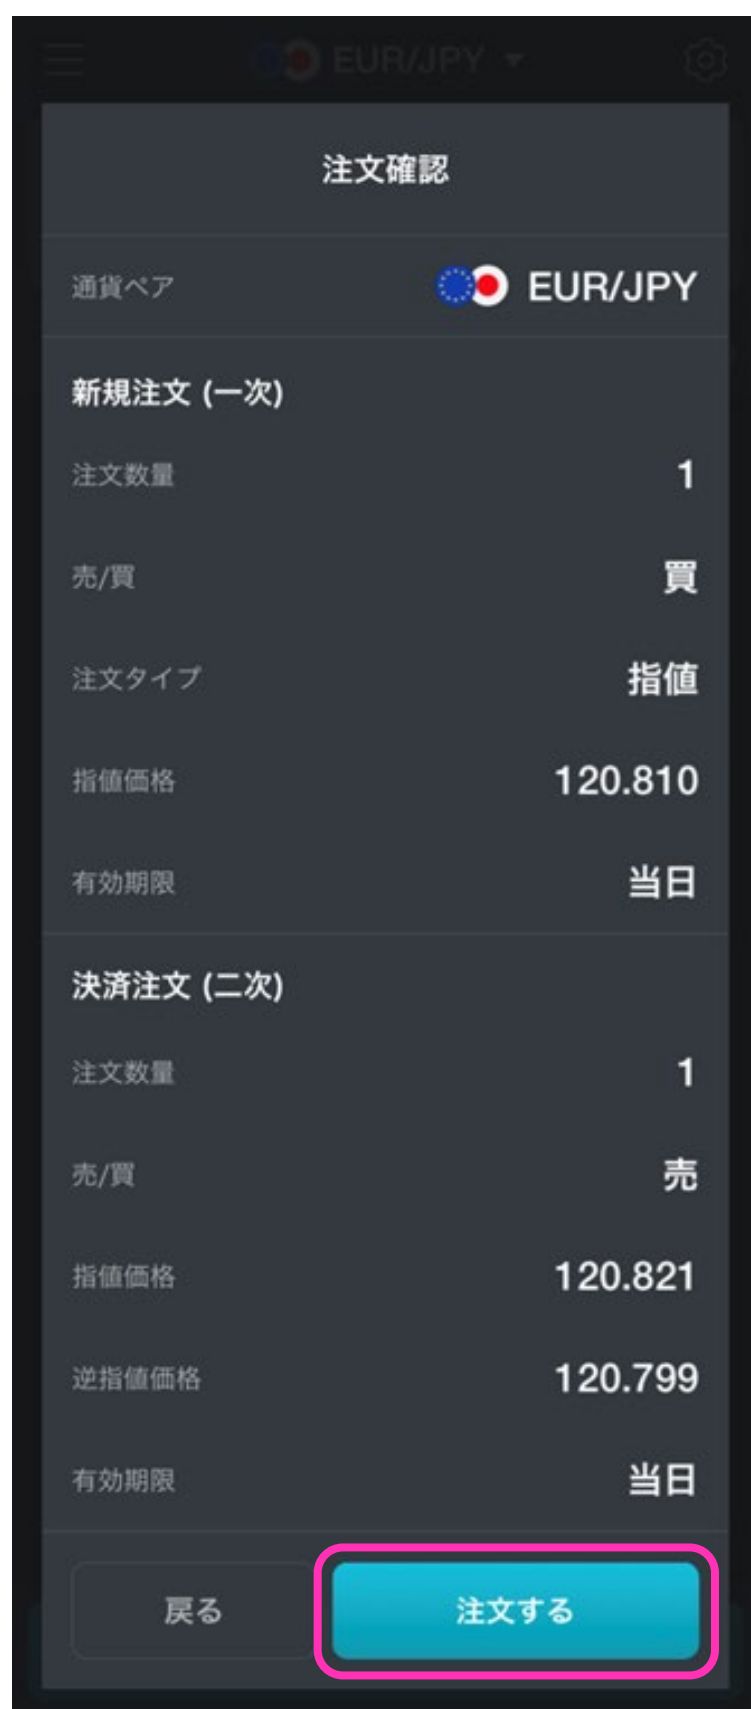 EUR/JPY
注文確認
通貨ペア EUR/JPY
新規注文 (一次)
注文数量 1
売/買 買
注文タイプ 指値
指値価格 120.810
有効期限 当日
決済注文 (二次)
注文数量 1
売/買 売
指値価格 120.821
逆指値価格 120.799
有効期限 当日
戻る 注文する